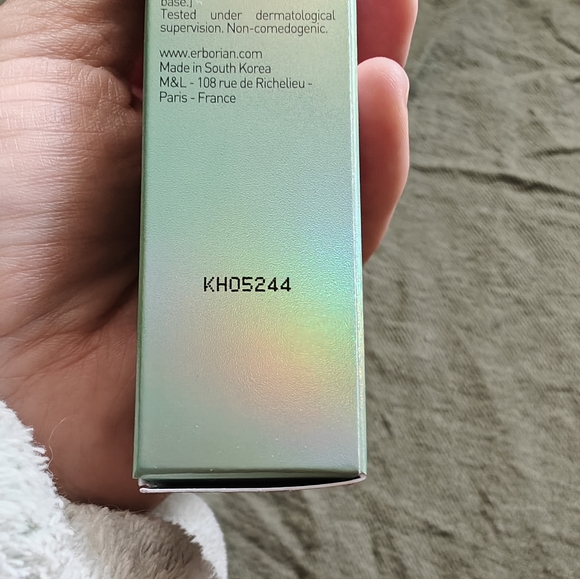 base.]
Tested under dermatological
supervision. Non-comedogenic.
www.erborian.com
Made in South Korea
M&L - 108 rue de Richelieu -
Paris - France
KH05244